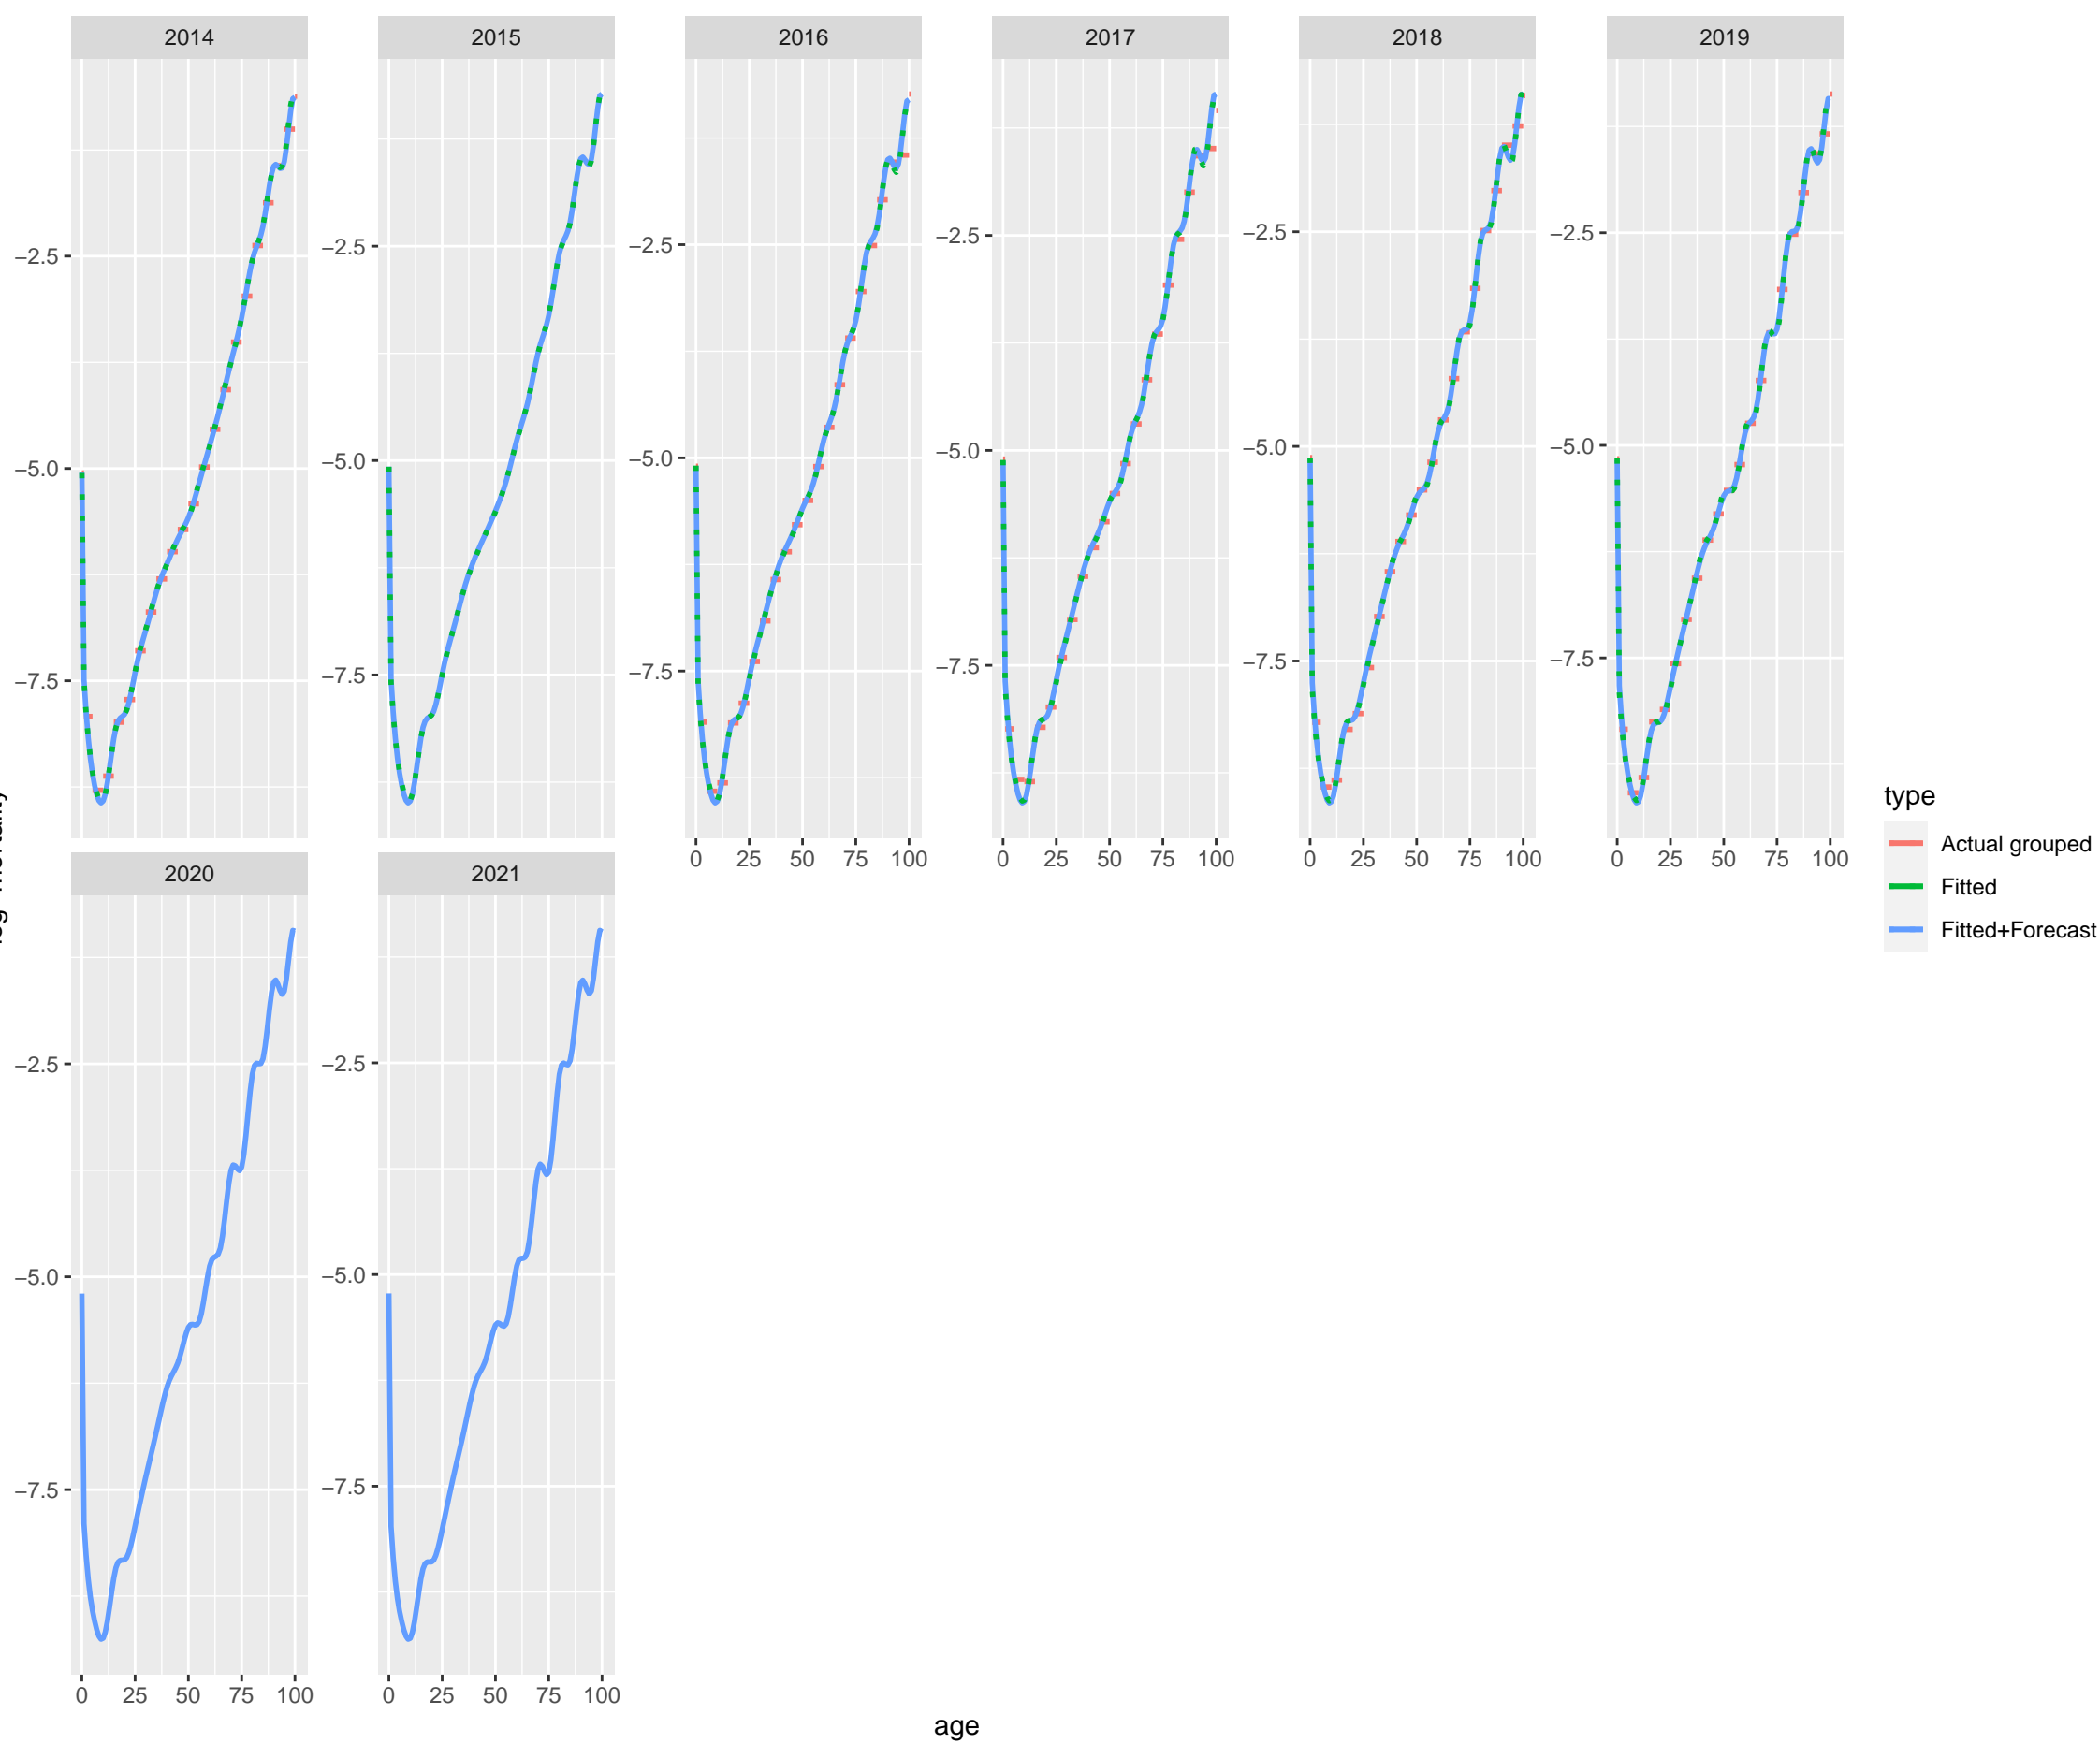 2014 2015 2016 2017 2018 2019
−2.5 −2.5 −2.5 −2.5 −2.5 −2.5
−5.0 −5.0 −5.0 −5.0 −5.0 −5.0
−7.5 −7.5 −7.5 −7.5 −7.5 −7.5
0 25 50 75 100 0 25 50 75 100 0 25 50 75 100 0 25 50 75 100
2020 2021
−2.5 −2.5
−5.0 −5.0
−7.5 −7.5
0 25 50 75 100 0 25 50 75 100
age
type
Actual grouped
Fitted
Fitted+Forecast